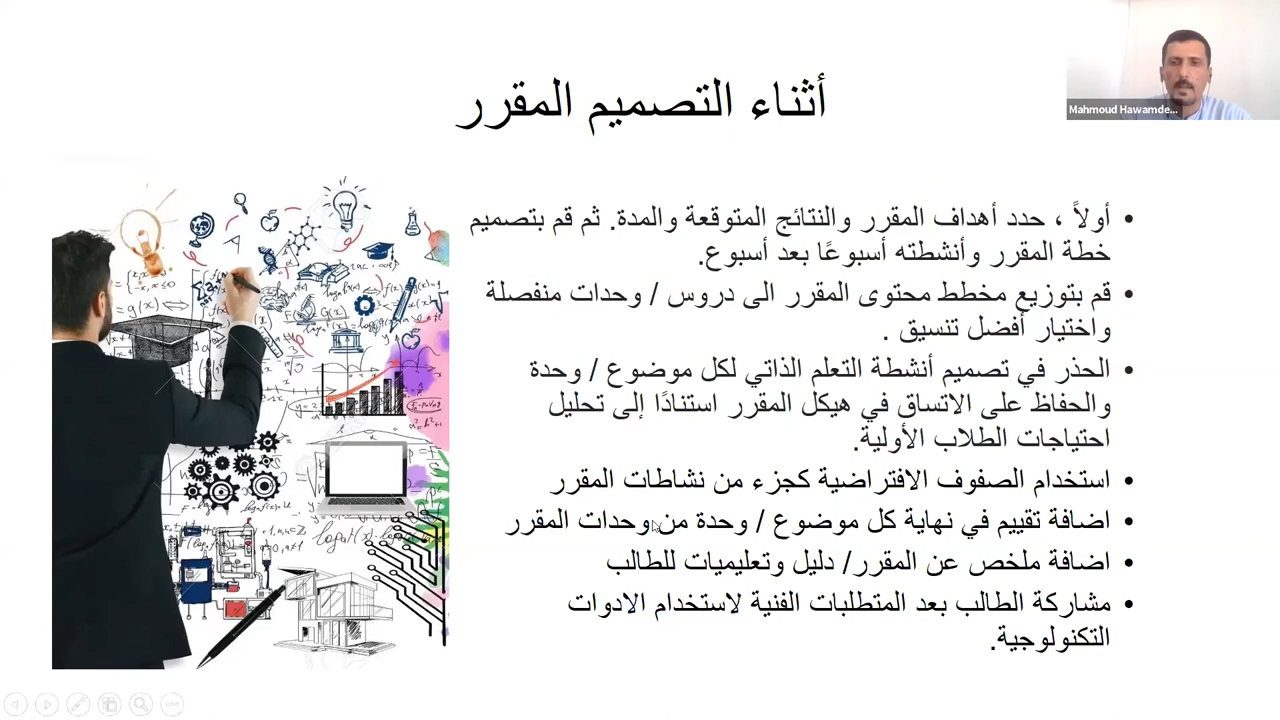 أثناء التصميم المقرر
Mahmoud Hawamde...
• أولاً ، حدد أهداف المقرر والنتائج المتوقعة والمدة. ثم قم بتصميم
خطة المقرر وأنشطته أسبوعًا بعد أسبوع.
• قم بتوزيع مخطط محتوى المقرر الى دروس / وحدات منفصلة
واختيار أفضل تنسيق .
• الحذر في تصميم أنشطة التعلم الذاتي لكل موضوع / وحدة
والحفاظ على الاتساق في هيكل المقرر استنادًا إلى تحليل
احتياجات الطلاب الأولية.
• استخدام الصفوف الافتراضية كجزء من نشاطات المقرر
• اضافة تقييم في نهاية كل موضوع / وحدة من وحدات المقرر
• اضافة ملخص عن المقرر/ دليل وتعليميات للطالب
• مشاركة الطالب بعد المتطلبات الفنية لاستخدام الادوات
التكنولوجية.